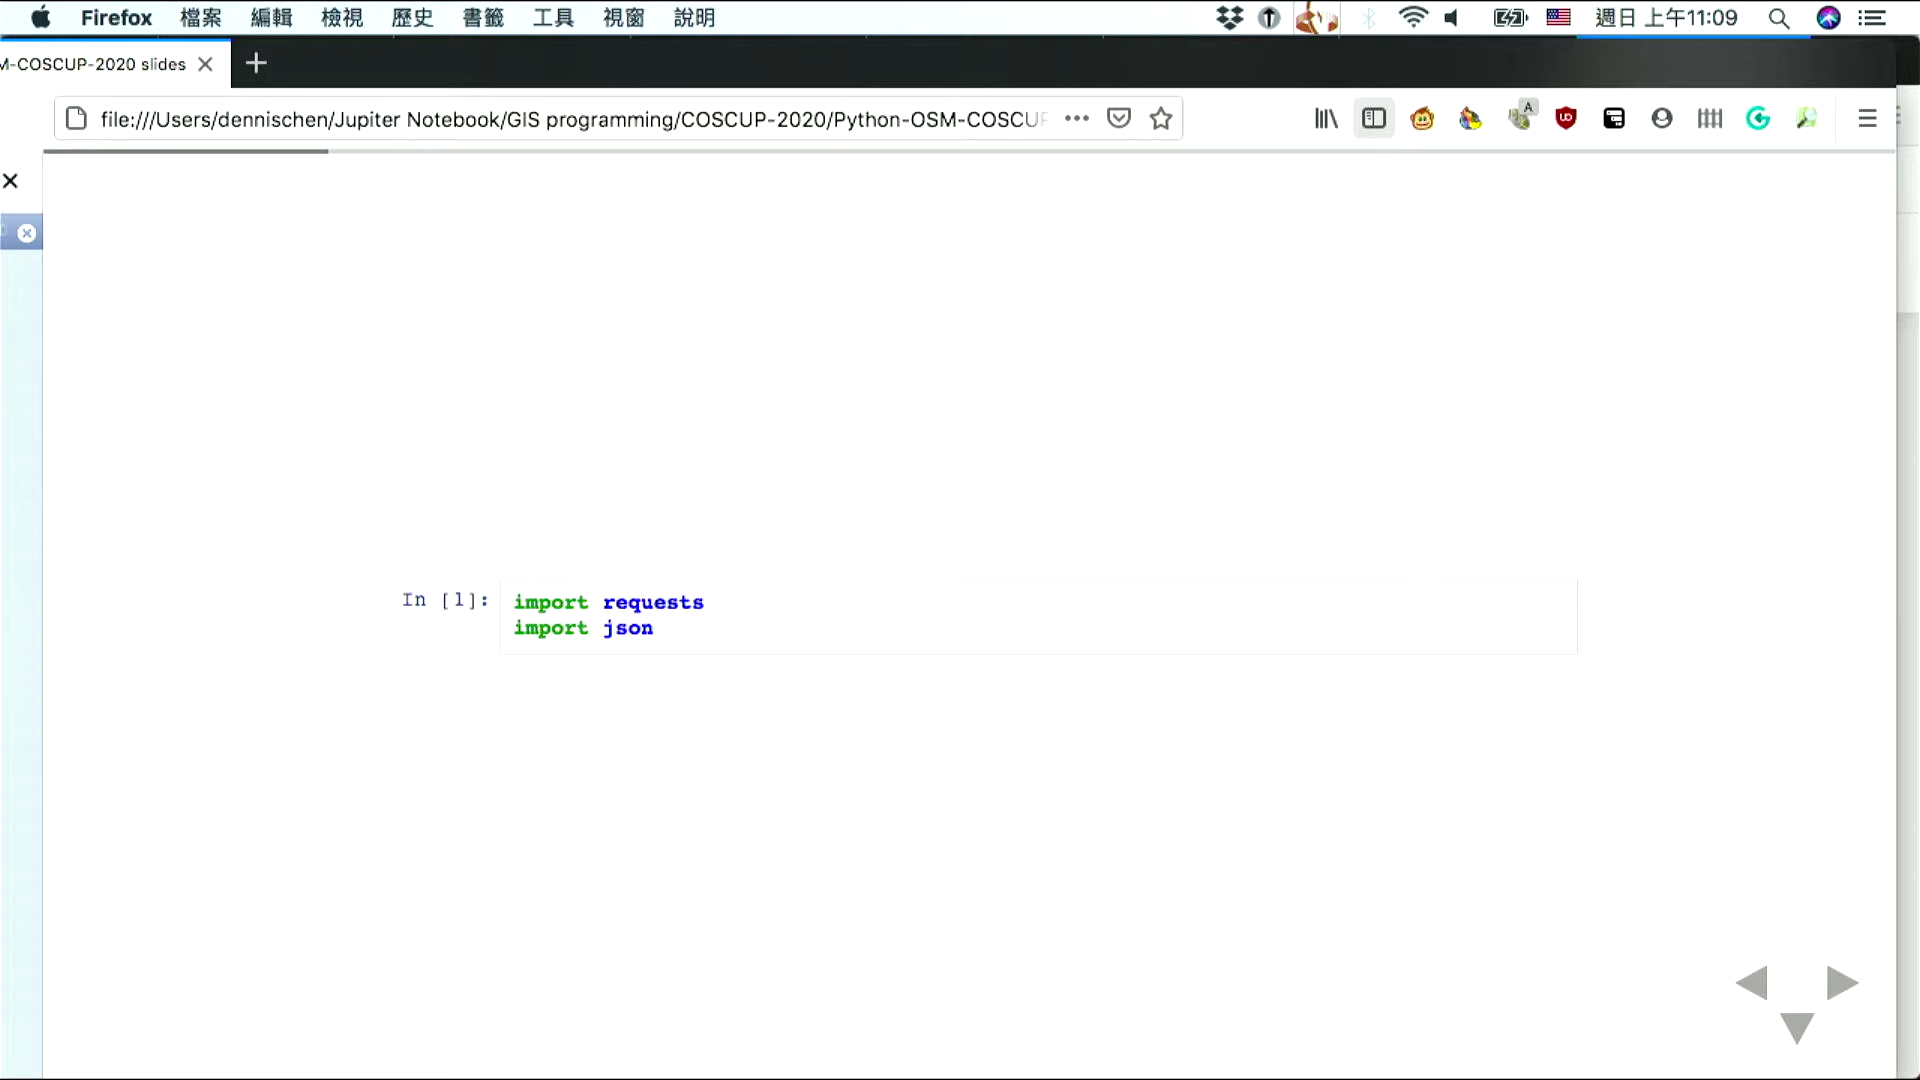 Firefox 檔案 編輯 檢視 歷史 書籤 工具 視窗 說明 週日 上午11:09
M-COSCUP-2020 slides
file:///Users/dennischen/Jupiter Notebook/GIS programming/COSCUP-2020/Python-OSM-COSCUP
In [1]: import requests
import json